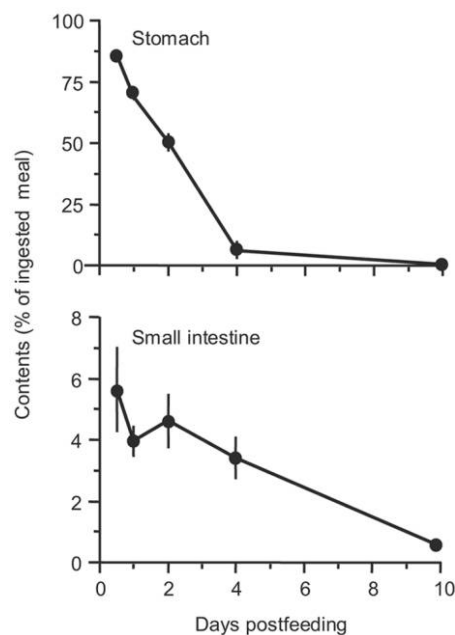 Contents (% of ingested meal)
100
Stomach
75
50
25
0
8
Small intestine
6
4
2
0
0 2 4 6 8 10
Days postfeeding